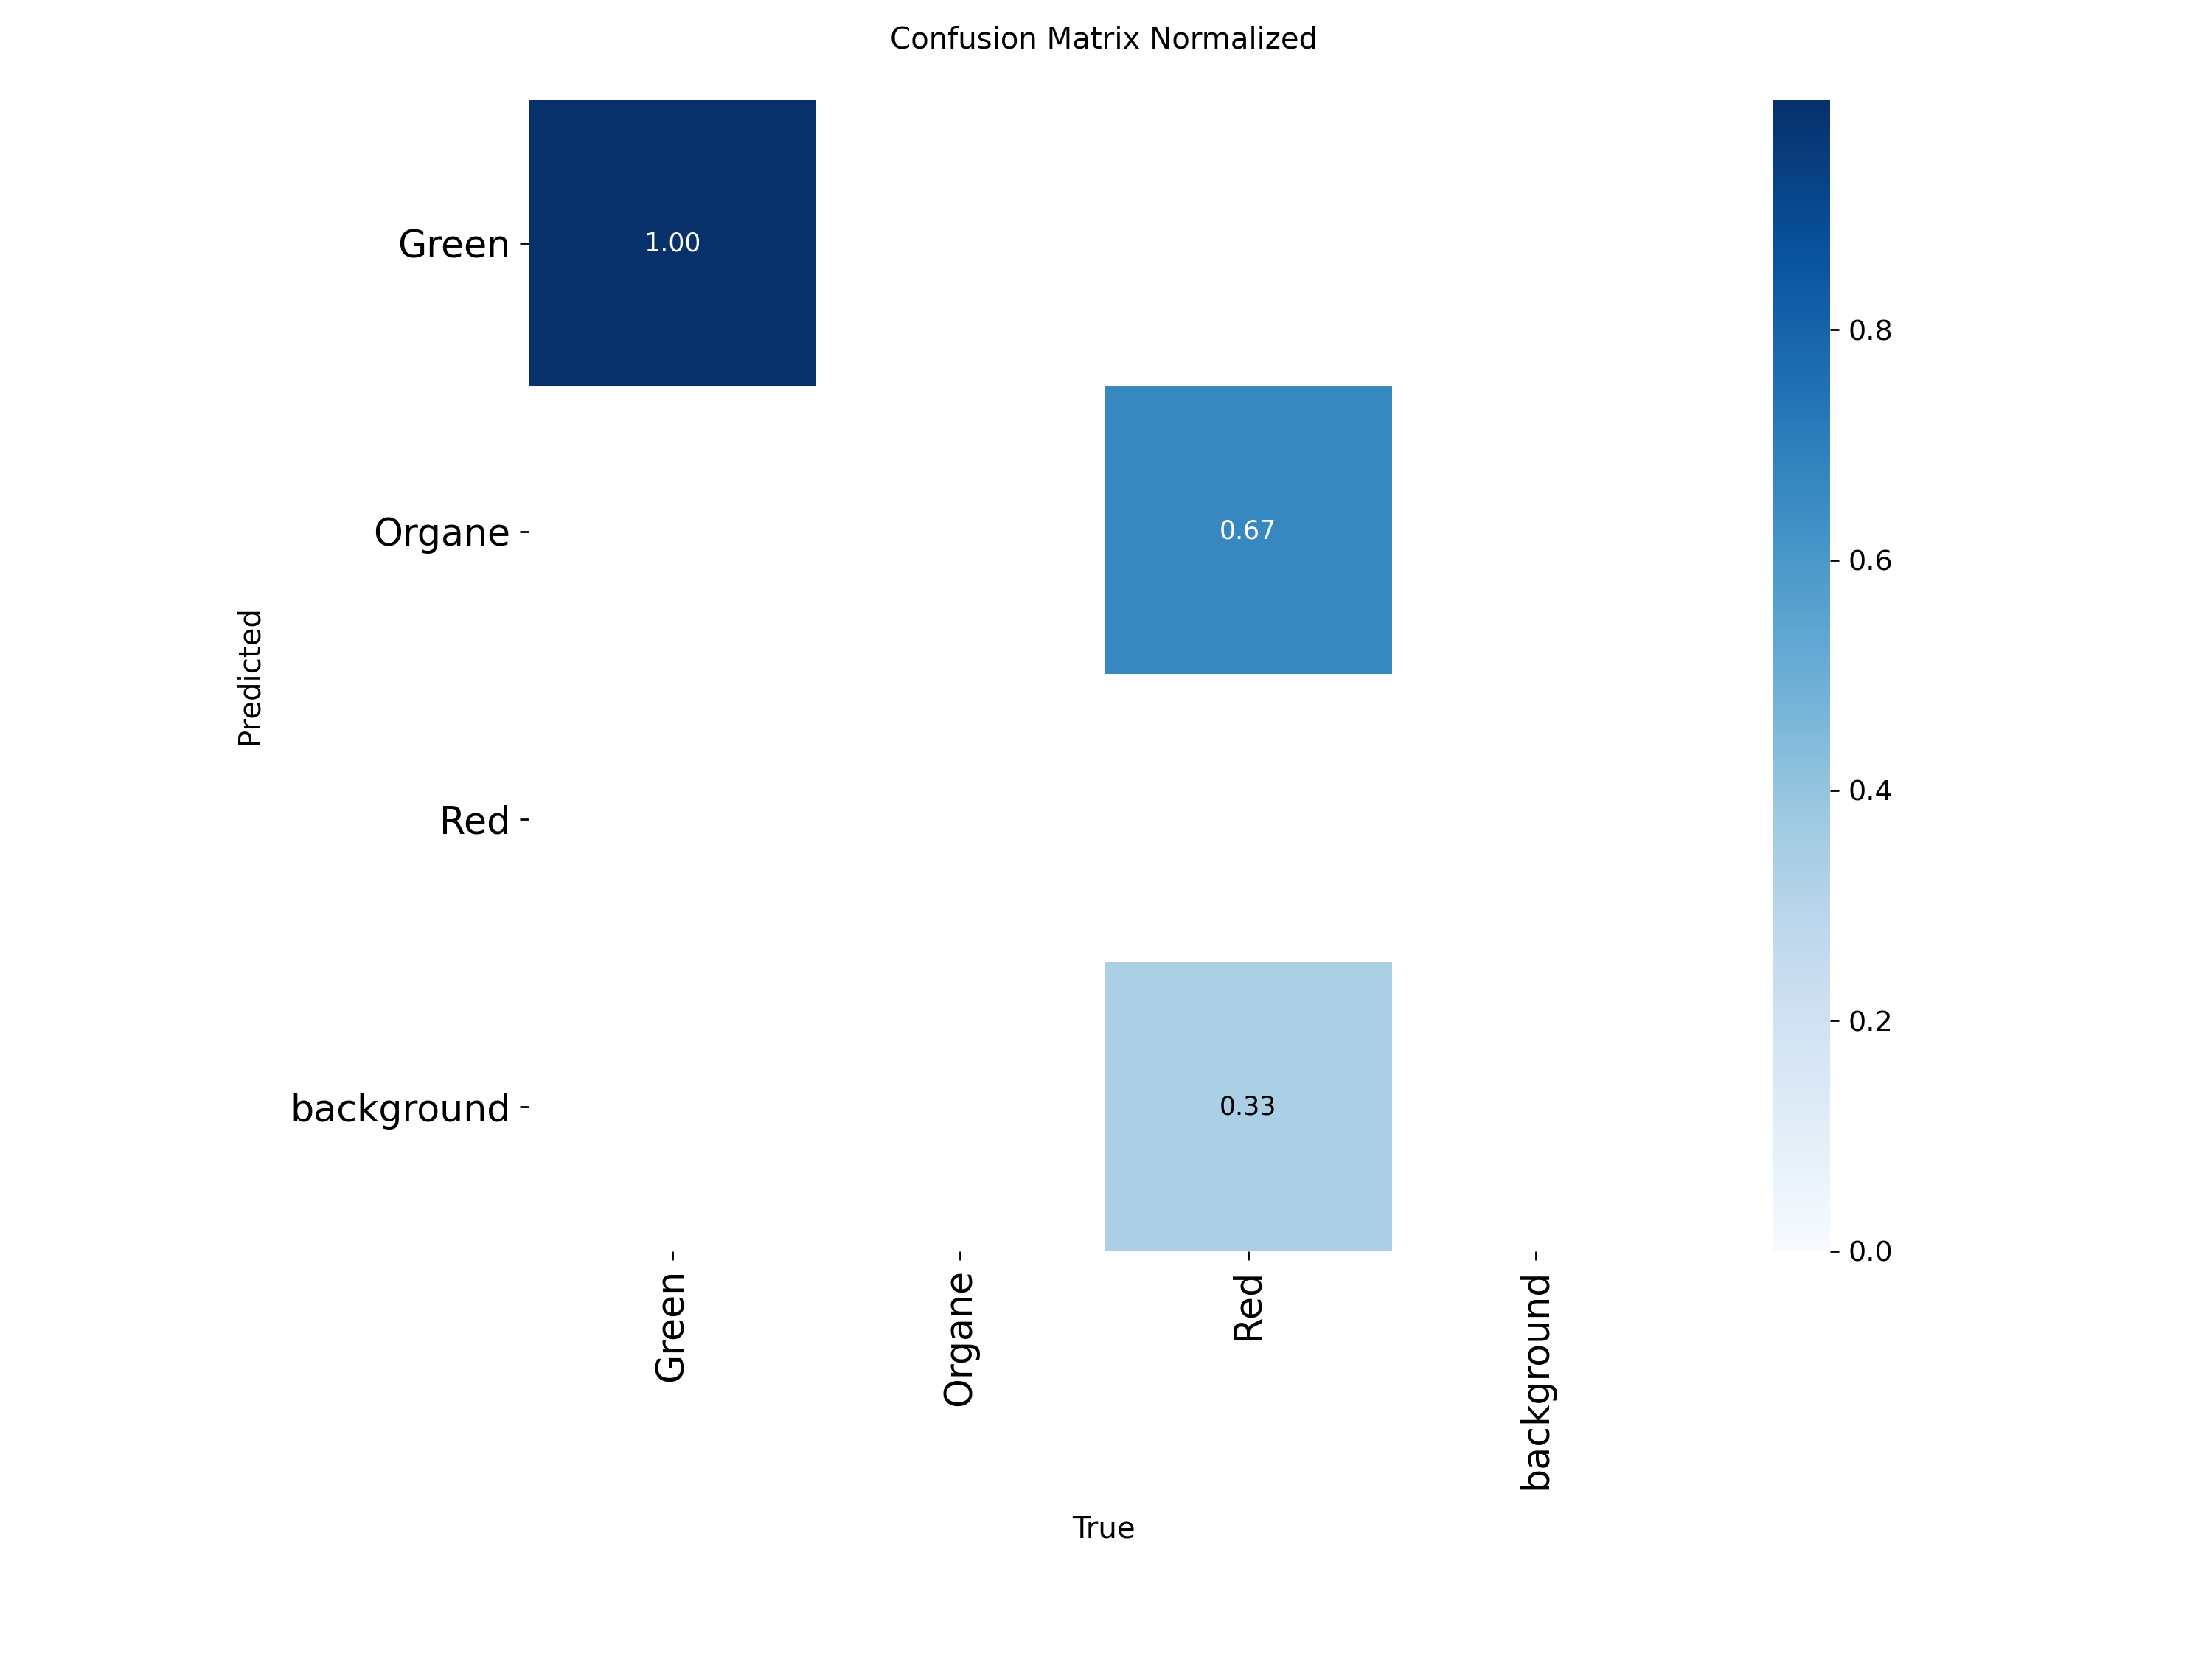 Confusion Matrix Normalized
Green
1.00
Organe
0.67
Red
background
0.33
Predicted
0.8
0.6
0.4
0.2
0.0
Green
Organe
Red
background
True